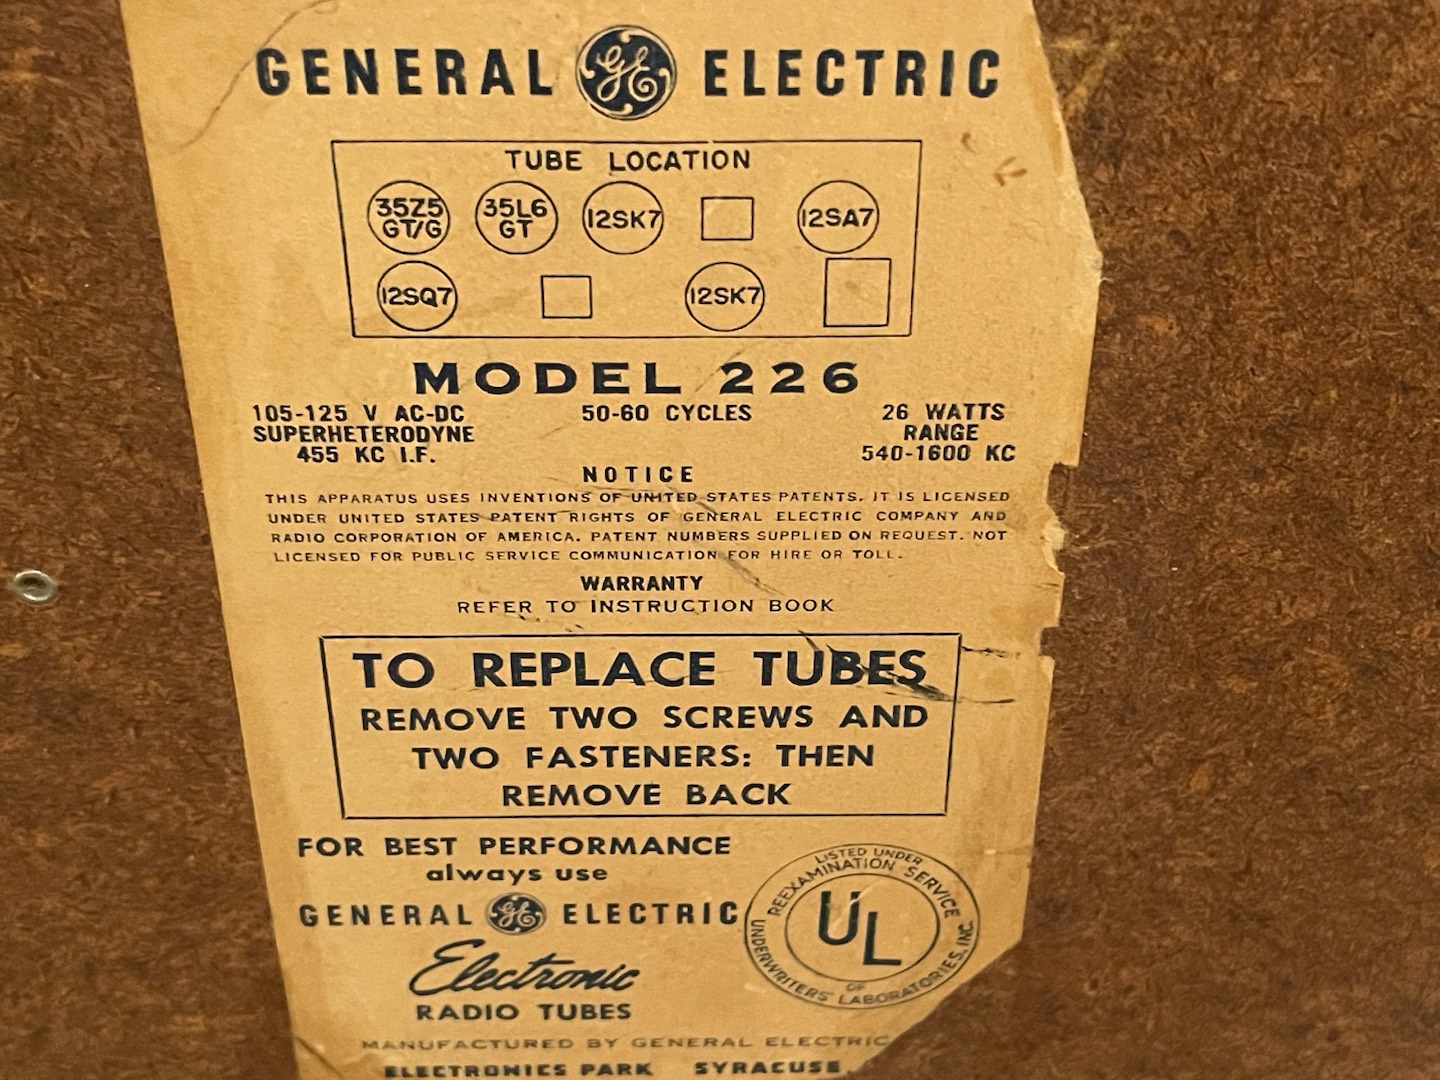 GENERAL GE ELECTRIC
TUBE LOCATION
35Z5 GT/G 35L6 GT 12SK7 12SA7
12SQ7 12SK7
MODEL 226
105-125 V AC-DC 50-60 CYCLES 26 WATTS
SUPERHETERODYNE RANGE
455 KC I.F. 540-1600 KC
NOTICE
THIS APPARATUS USES INVENTIONS OF UNITED STATES PATENTS. IT IS LICENSED
UNDER UNITED STATES PATENT RIGHTS OF GENERAL ELECTRIC COMPANY AND
RADIO CORPORATION OF AMERICA. PATENT NUMBERS SUPPLIED ON REQUEST. NOT
LICENSED FOR PUBLIC SERVICE COMMUNICATION FOR HIRE OR TOLL.
WARRANTY
REFER TO INSTRUCTION BOOK
TO REPLACE TUBES
REMOVE TWO SCREWS AND
TWO FASTENERS: THEN
REMOVE BACK
FOR BEST PERFORMANCE
always use
GENERAL GE ELECTRIC
Electronic
RADIO TUBES
LISTED UNDER
REEXAMINATION SERVICE
UL
OF
UNDERWRITERS' LABORATORIES, INC.
MANUFACTURED BY GENERAL ELECTRIC
ELECTRONICS PARK SYRACUSE,